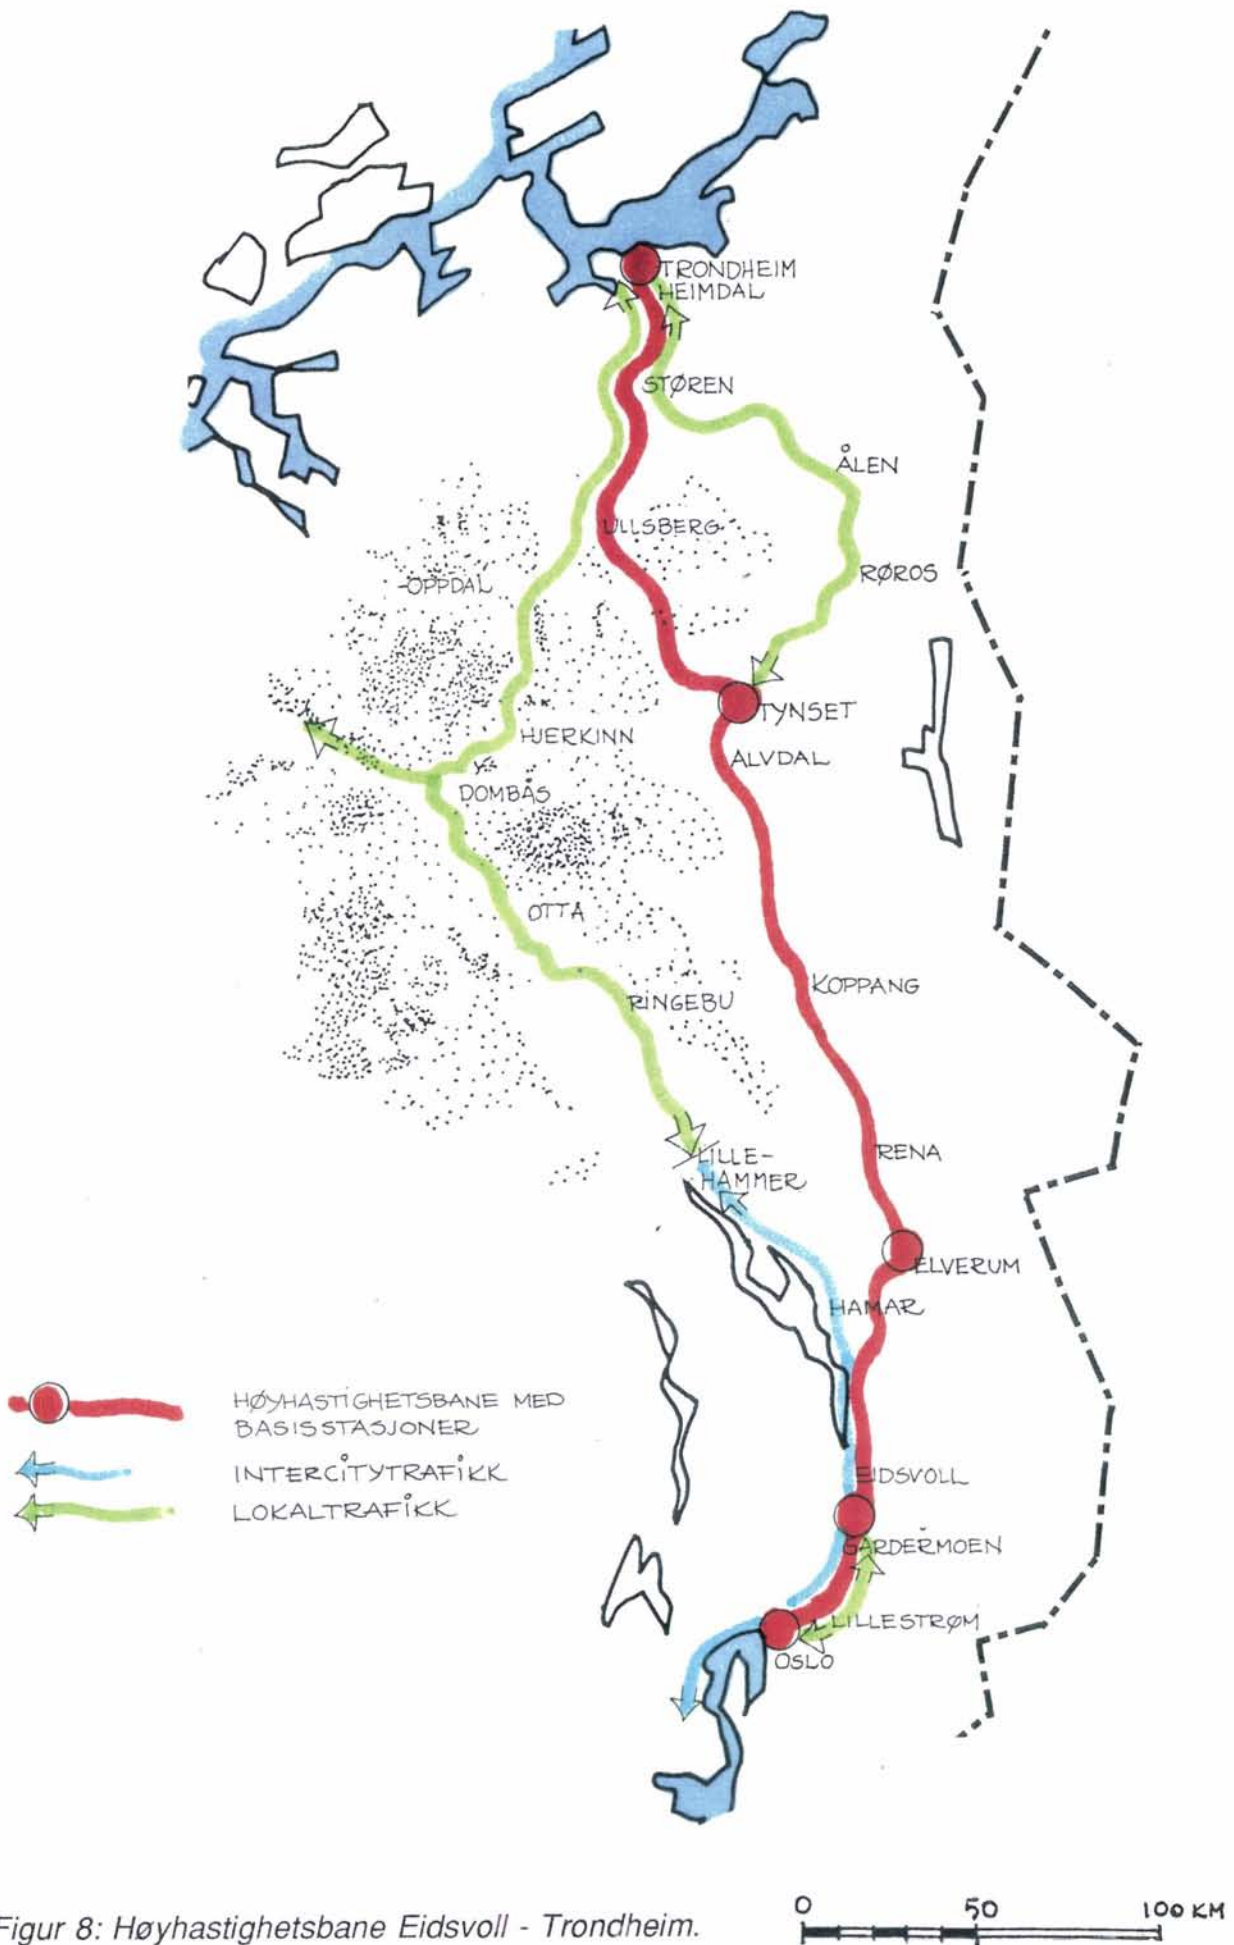 TRONDHEIM
HEIMDAL
STØREN
ÅLEN
ULLSBERG
RØROS
OPPDAL
TYNSET
HJERKINN
ALVDAL
DOMBÅS
OTTA
KOPPANG
RINGEBU
RENA
LILLE-
HAMMER
ELVERUM
HAMAR
HØYHASTIGHETSBANE MED
BASISSTASJONER
INTERCITYTRAFIKK
LOKALTRAFIKK
EIDSVOLL
GARDERMOEN
LILLESTRØM
OSLO
0 50 100 KM
Figur 8: Høyhastighetsbane Eidsvoll - Trondheim.